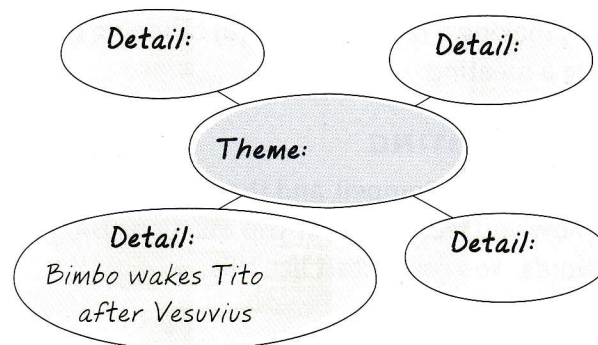 Detail:
Detail:
Theme:
Detail:
Bimbo wakes Tito
after Vesuvius
Detail: